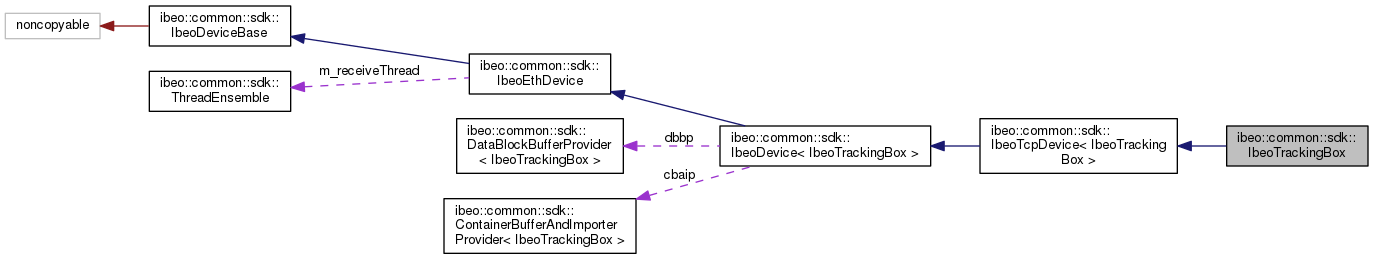 noncopyable
ibeo::common::sdk::
IbeoDeviceBase
ibeo::common::sdk::
ThreadEnsemble
m_receiveThread
ibeo::common::sdk::
IbeoEthDevice
ibeo::common::sdk::
DataBlockBufferProvider
< IbeoTrackingBox >
dbbp
cbaip
ibeo::common::sdk::
ContainerBufferAndImporter
Provider< IbeoTrackingBox >
ibeo::common::sdk::
IbeoDevice< IbeoTrackingBox >
ibeo::common::sdk::
IbeoTcpDevice< IbeoTracking
Box >
ibeo::common::sdk::
IbeoTrackingBox